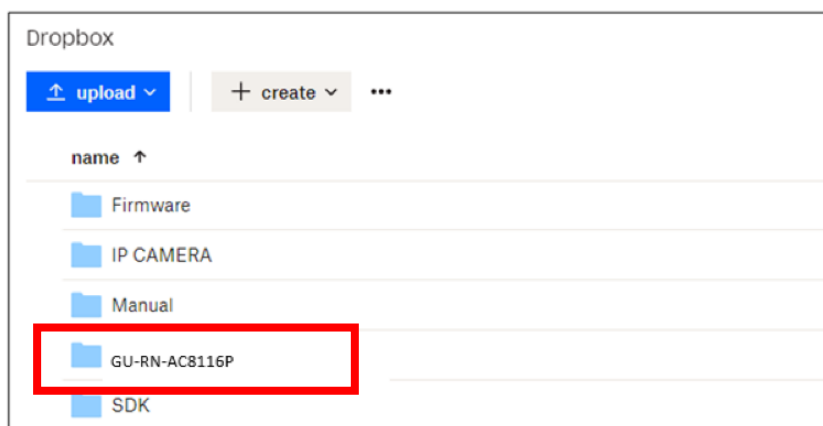 Dropbox
upload
+ create
•••
name ↑
Firmware
IP CAMERA
Manual
GU-RN-AC8116P
SDK